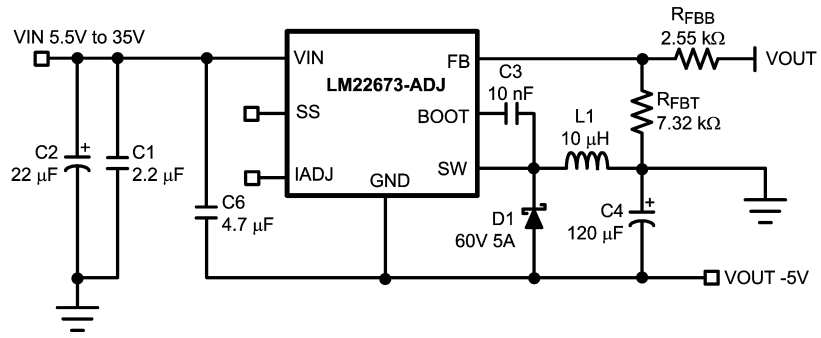 VIN 5.5V to 35V
R_FBB
2.55 kΩ
VOUT
VIN
FB
LM22673-ADJ
C3
10 nF
R_FBT
7.32 kΩ
SS
BOOT
L1
10 μH
C2
+
22 μF
C1
2.2 μF
IADJ
GND
SW
C6
4.7 μF
D1
60V 5A
C4
+
120 μF
VOUT -5V